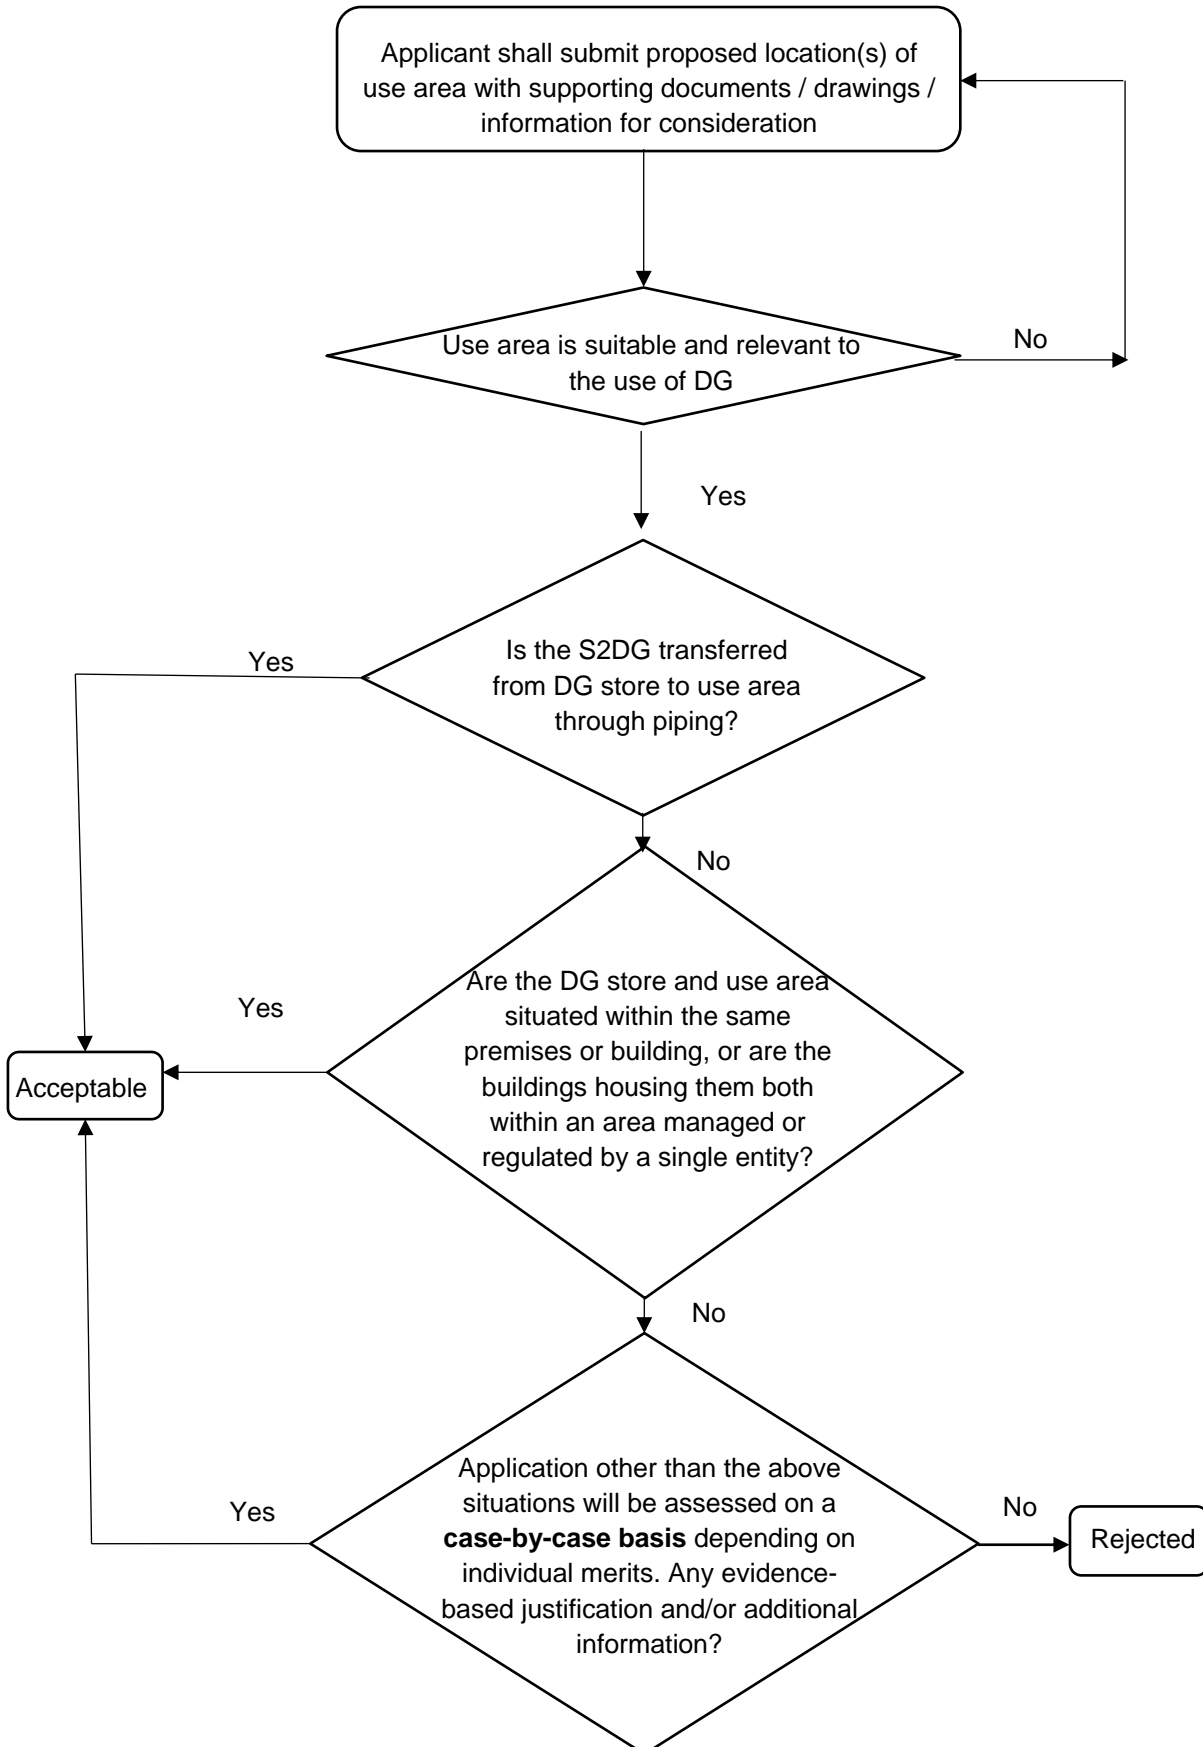 Applicant shall submit proposed location(s) of
use area with supporting documents / drawings /
information for consideration
Use area is suitable and relevant to
the use of DG
No
Yes
Is the S2DG transferred
from DG store to use area
through piping?
Yes
No
Are the DG store and use area
situated within the same
premises or building, or are the
buildings housing them both
within an area managed or
regulated by a single entity?
Yes
Acceptable
No
Application other than the above
situations will be assessed on a
case-by-case basis depending on
individual merits. Any evidence-
based justification and/or additional
information?
Yes
No
Rejected